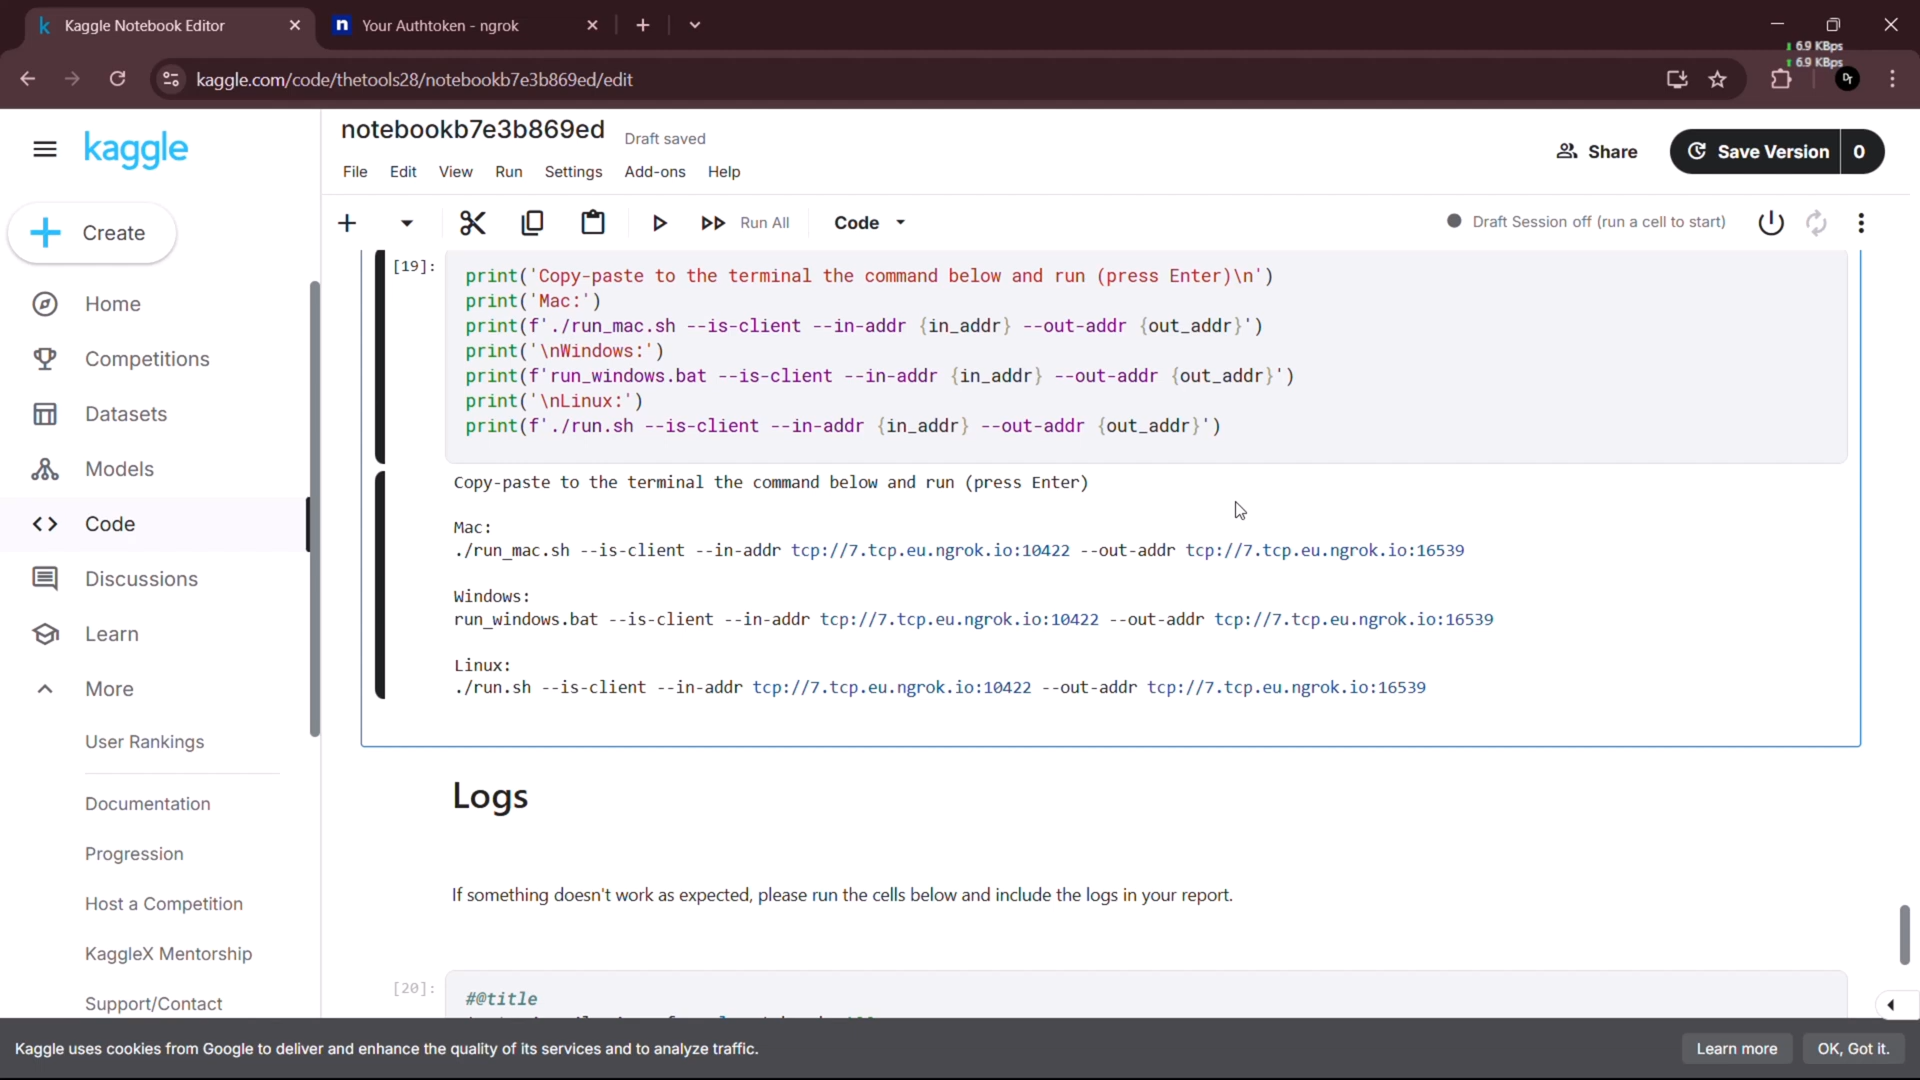 Kaggle Notebook Editor
Your Authtoken - ngrok
6.9 KBps
6.9 KBps
kaggle.com/code/thetools28/notebookb7e3b869ed/edit
DT
kaggle
notebookb7e3b869ed
Draft saved
Share
Save Version
0
File Edit View Run Settings Add-ons Help
Create
Run All
Code
Draft Session off (run a cell to start)
Home
Competitions
Datasets
Models
Code
Discussions
Learn
More
User Rankings
Documentation
Progression
Host a Competition
KaggleX Mentorship
Support/Contact
[19]:
print('Copy-paste to the terminal the command below and run (press Enter)\n')
print('Mac:')
print(f'./run_mac.sh --is-client --in-addr {in_addr} --out-addr {out_addr}')
print('\nWindows:')
print(f'run_windows.bat --is-client --in-addr {in_addr} --out-addr {out_addr}')
print('\nLinux:')
print(f'./run.sh --is-client --in-addr {in_addr} --out-addr {out_addr}')
Copy-paste to the terminal the command below and run (press Enter)
Mac:
./run_mac.sh --is-client --in-addr tcp://7.tcp.eu.ngrok.io:10422 --out-addr tcp://7.tcp.eu.ngrok.io:16539
Windows:
run_windows.bat --is-client --in-addr tcp://7.tcp.eu.ngrok.io:10422 --out-addr tcp://7.tcp.eu.ngrok.io:16539
Linux:
./run.sh --is-client --in-addr tcp://7.tcp.eu.ngrok.io:10422 --out-addr tcp://7.tcp.eu.ngrok.io:16539
Logs
If something doesn't work as expected, please run the cells below and include the logs in your report.
[20]:
#@title
Kaggle uses cookies from Google to deliver and enhance the quality of its services and to analyze traffic.
Learn more
OK, Got it.